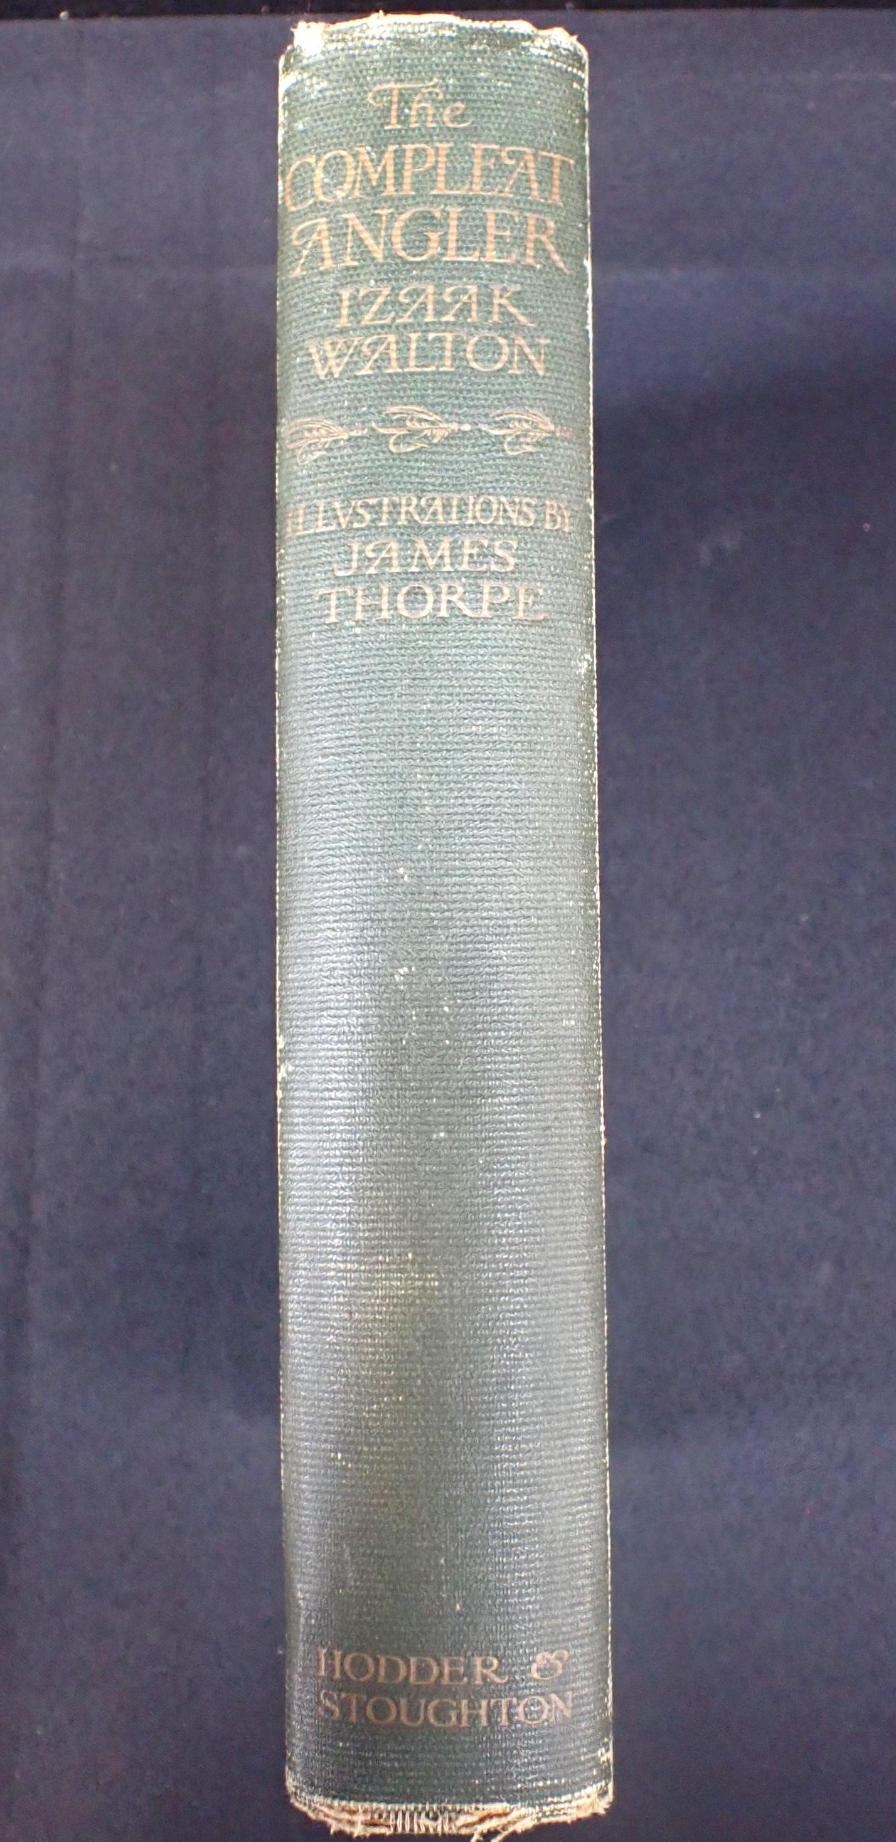 The
COMPLEAT
ANGLER
IZAAK
WALTON
ILLVSTRATIONS BY
JAMES
THORPE
HODDER &
STOUGHTON